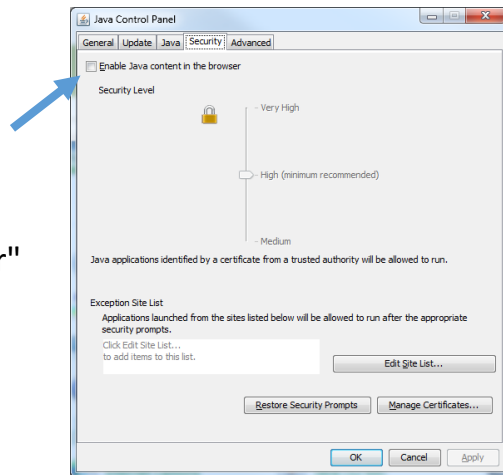 Java Control Panel
General Update Java Security Advanced
Enable Java content in the browser
Security Level
- Very High
- High (minimum recommended)
- Medium
r"
Java applications identified by a certificate from a trusted authority will be allowed to run.
Exception Site List
Applications launched from the sites listed below will be allowed to run after the appropriate
security prompts.
Click Edit Site List...
to add items to this list.
Edit Site List...
Restore Security Prompts Manage Certificates...
OK Cancel Apply